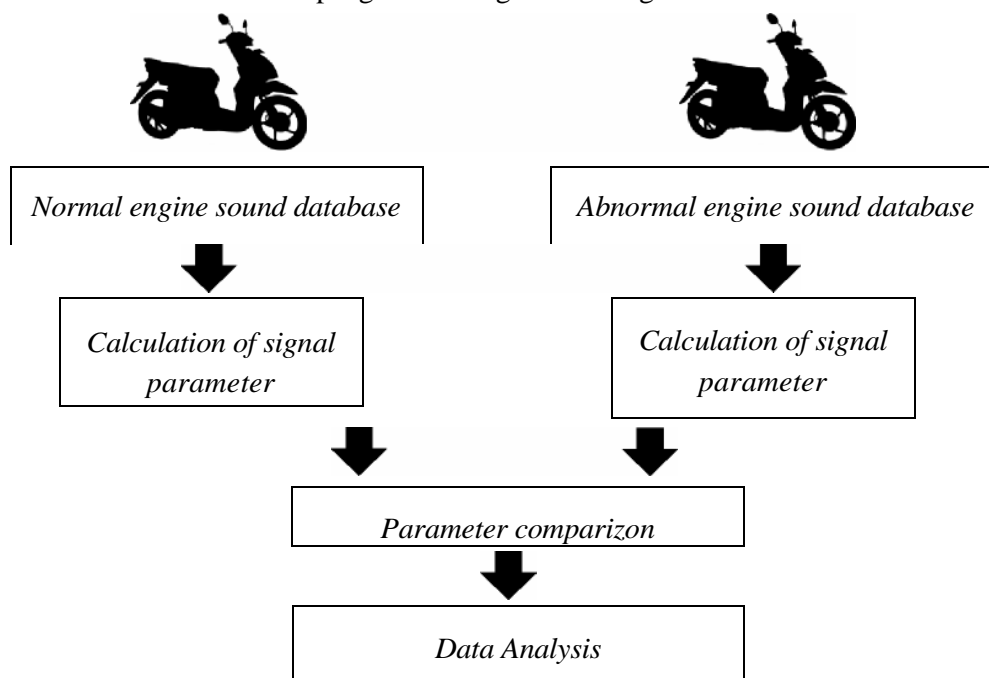 Normal engine sound database
Abnormal engine sound database
Calculation of signal
parameter
Calculation of signal
parameter
Parameter comparizon
Data Analysis